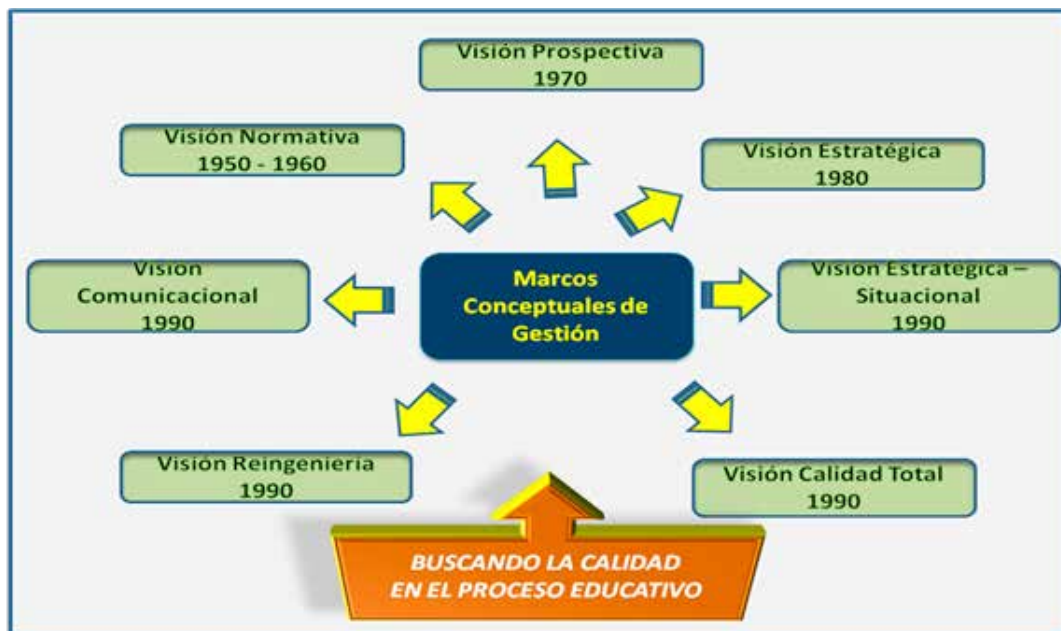 Visión Prospectiva
1970
Visión Normativa
1950 - 1960
Visión Estratégica
1980
Visión
Comunicacional
1990
Marcos
Conceptuales de
Gestión
Visión Estratégica –
Situacional
1990
Visión Reingeniería
1990
Visión Calidad Total
1990
BUSCANDO LA CALIDAD
EN EL PROCESO EDUCATIVO